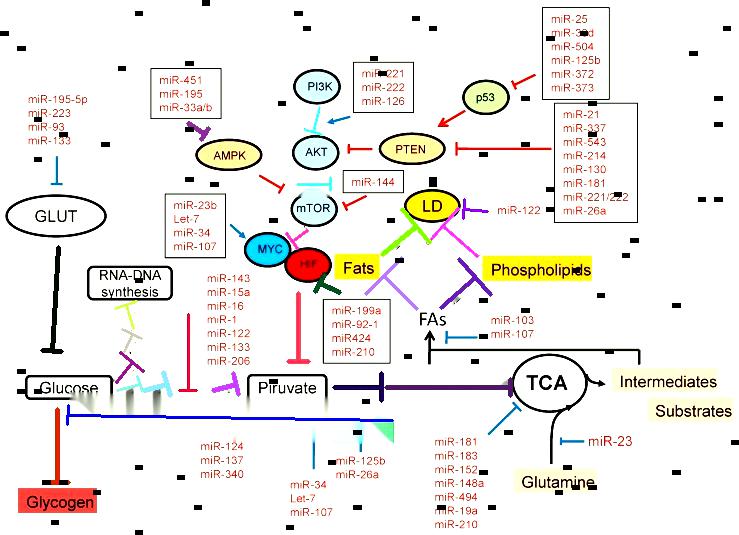 miR-25
miR-504
miR-125b
miR-372
miR-373
miR-451
miR-195
miR-33a/b
PI3K
miR-221
miR-222
miR-126
p53
miR-195-5p
miR-223
miR-93
miR-133
AMPK
AKT
PTEN
miR-21
miR-337
miR-543
miR-214
miR-130
miR-181
miR-221/222
miR-26a
miR-144
GLUT
miR-23b
Let-7
miR-34
miR-107
mTOR
LD
miR-122
MYC
HIF
Fats
Phospholipids
RNA-DNA
synthesis
miR-143
miR-15a
miR-16
miR-1
miR-122
miR-133
miR-206
miR-199a
miR-92-1
miR424
miR-210
FAs
miR-103
miR-107
Glucose
Piruvate
TCA
Intermediates
Substrates
miR-124
miR-137
miR-340
miR-125b
miR-26a
miR-34
Let-7
miR-107
miR-181
miR-183
miR-152
miR-148a
miR-494
miR-19a
miR-210
miR-23
Glutamine
Glycogen